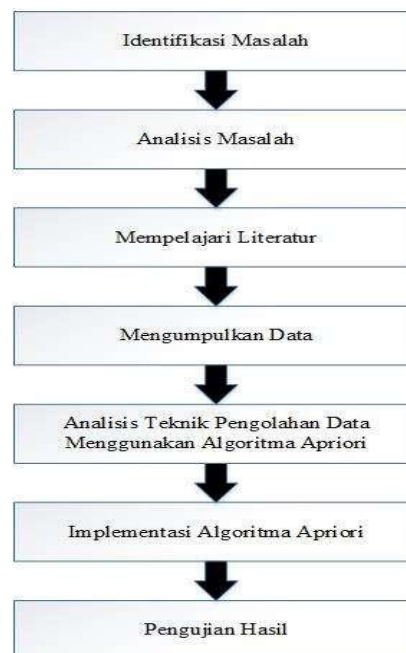 Identifikasi Masalah
Analisis Masalah
Mempelajari Literatur
Mengumpulkan Data
Analisis Teknik Pengolahan Data
Menggunakan Algoritma Apriori
Implementasi Algoritma Apriori
Pengujian Hasil